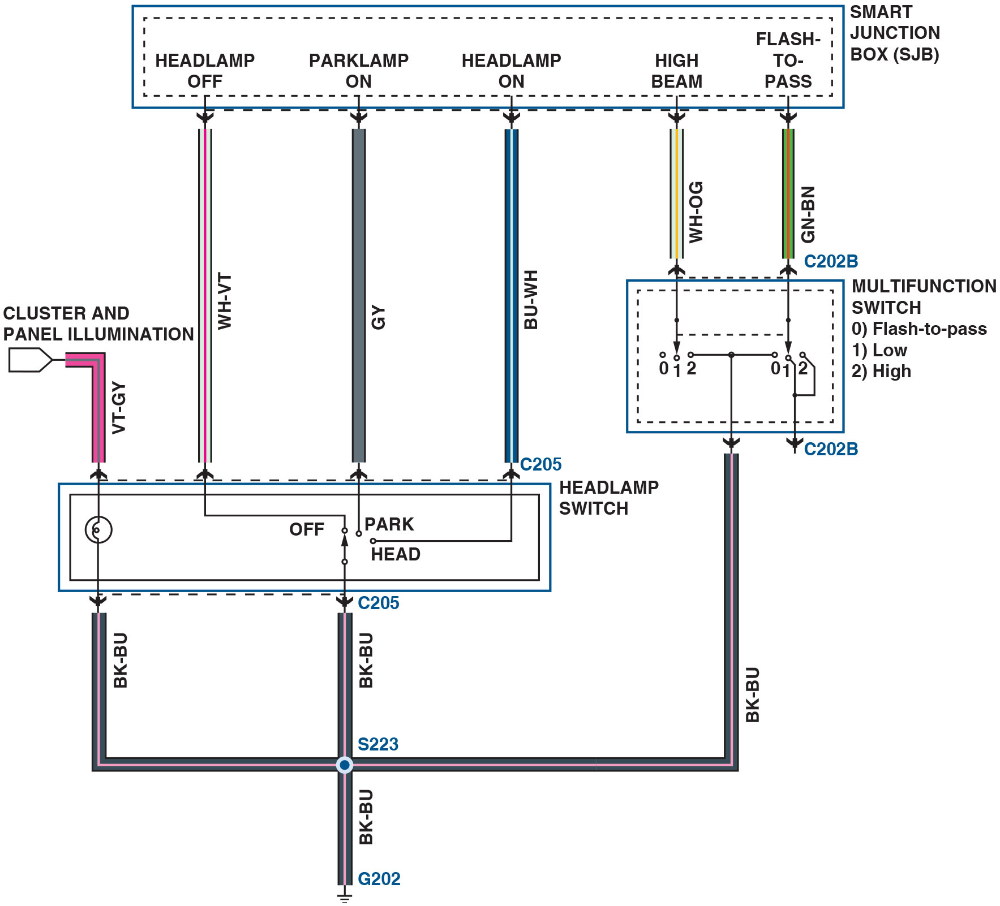 SMART
JUNCTION
BOX (SJB)
HEADLAMP
OFF
PARKLAMP
ON
HEADLAMP
ON
HIGH
BEAM
FLASH-
TO-
PASS
WH-OG
GN-BN
C202B
WH-VT
GY
BU-WH
MULTIFUNCTION
SWITCH
0) Flash-to-pass
1) Low
2) High
CLUSTER AND
PANEL ILLUMINATION
0 1 2
0 1 2
VT-GY
C202B
C205
HEADLAMP
SWITCH
OFF
PARK
HEAD
C205
BK-BU
BK-BU
BK-BU
S223
BK-BU
G202